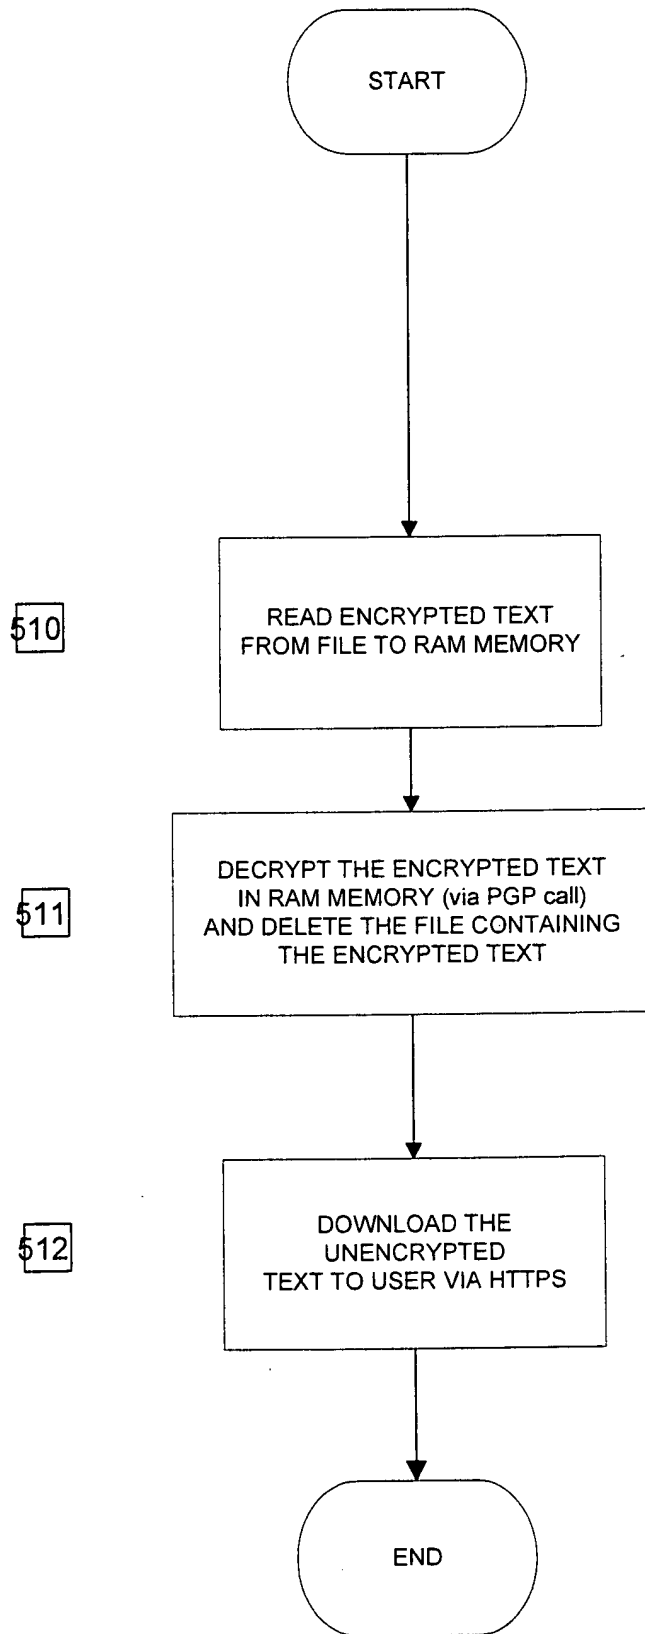 START
510
READ ENCRYPTED TEXT
FROM FILE TO RAM MEMORY
511
DECRYPT THE ENCRYPTED TEXT
IN RAM MEMORY (via PGP call)
AND DELETE THE FILE CONTAINING
THE ENCRYPTED TEXT
512
DOWNLOAD THE
UNENCRYPTED
TEXT TO USER VIA HTTPS
END